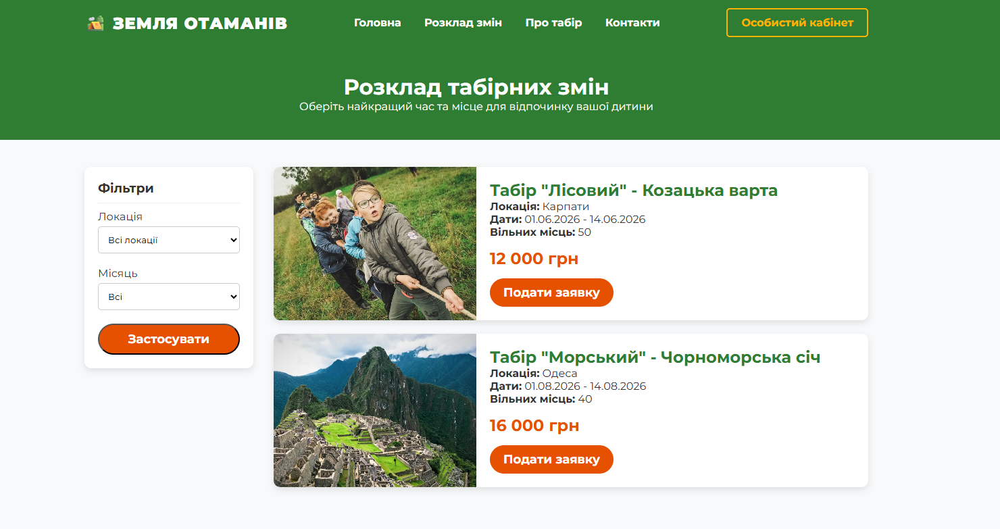 ЗЕМЛЯ ОТАМАНІВ
Головна
Розклад змін
Про табір
Контакти
Особистий кабінет
Розклад табірних змін
Оберіть найкращий час та місце для відпочинку вашої дитини
Фільтри
Локація
Всі локації
Місяць
Всі
Застосувати
Табір "Лісовий" - Козацька варта
Локація: Карпати
Дати: 01.06.2026 - 14.06.2026
Вільних місць: 50
12 000 грн
Подати заявку
Табір "Морський" - Чорноморська січ
Локація: Одеса
Дати: 01.08.2026 - 14.08.2026
Вільних місць: 40
16 000 грн
Подати заявку